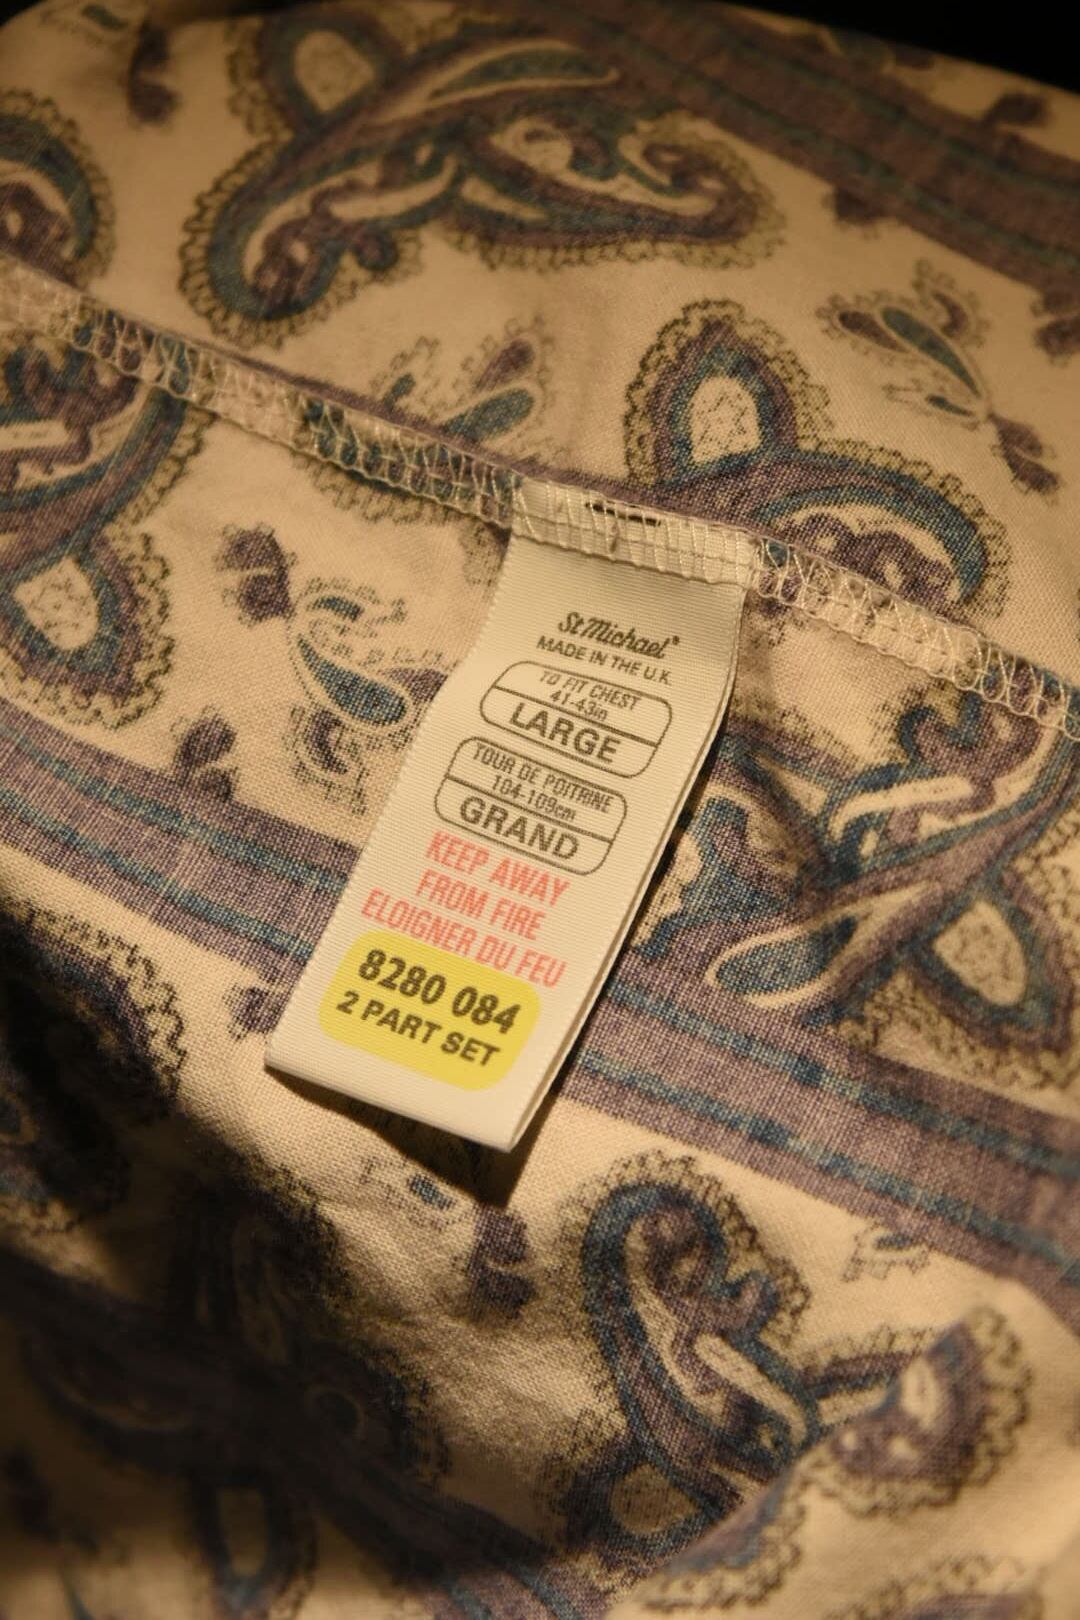 St Michael®
MADE IN THE U.K
TO FIT CHEST
41-43in
LARGE
TOUR DE POITRINE
104-109cm
GRAND
KEEP AWAY
FROM FIRE
ELOIGNER DU FEU
8280 084
2 PART SET